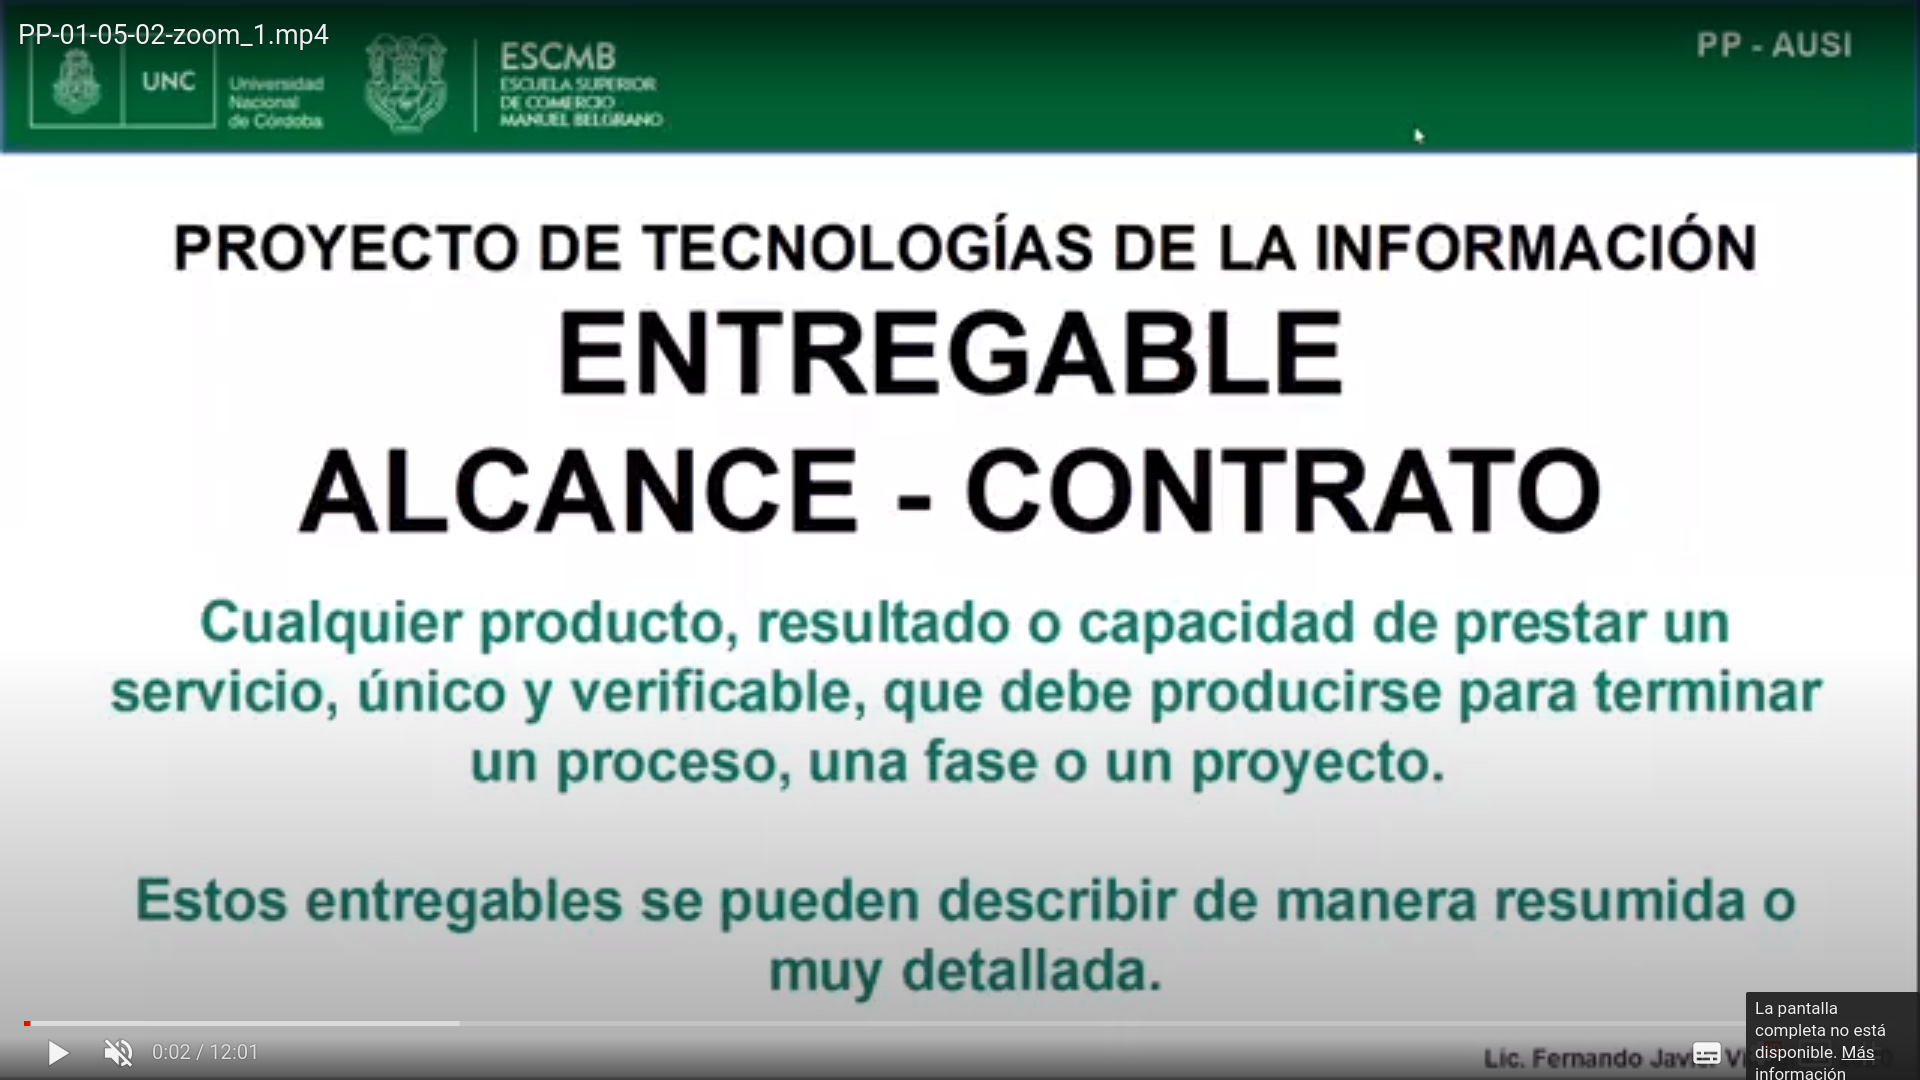 PP-01-05-02-zoom_1.mp4
PP - AUSI
UNC
Universidad
Nacional
de Córdoba
ESCMB
ESCUELA SUPERIOR
DE COMERCIO
MANUEL BELGRANO
PROYECTO DE TECNOLOGÍAS DE LA INFORMACIÓN
ENTREGABLE
ALCANCE - CONTRATO
Cualquier producto, resultado o capacidad de prestar un
servicio, único y verificable, que debe producirse para terminar
un proceso, una fase o un proyecto.
Estos entregables se pueden describir de manera resumida o
muy detallada.
0:02 / 12:01
Lic. Fernando
La pantalla
completa no está
disponible. Más
información